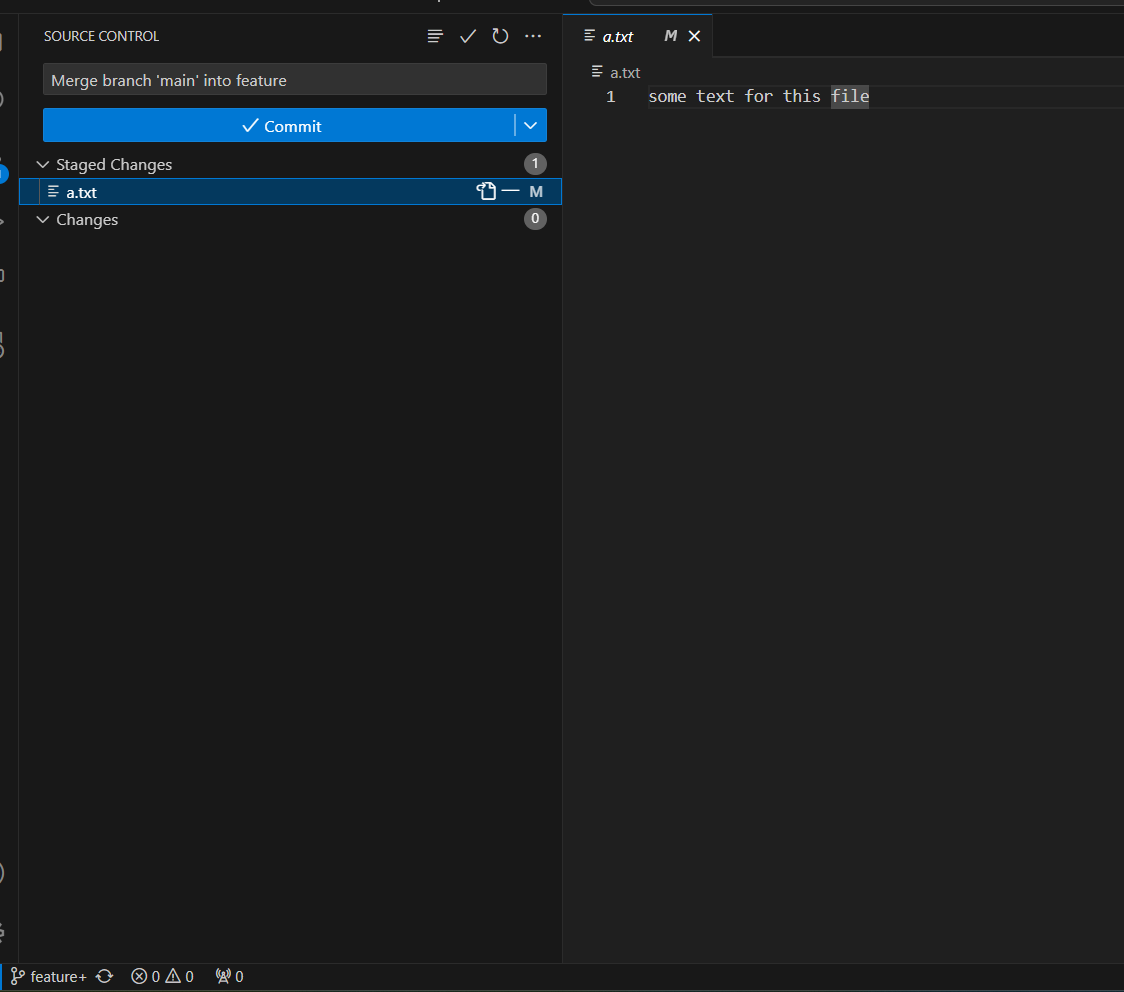 SOURCE CONTROL
Merge branch 'main' into feature
Commit
Staged Changes 1
a.txt M
Changes 0
a.txt M
a.txt
1 some text for this file
feature+ 0 0 0